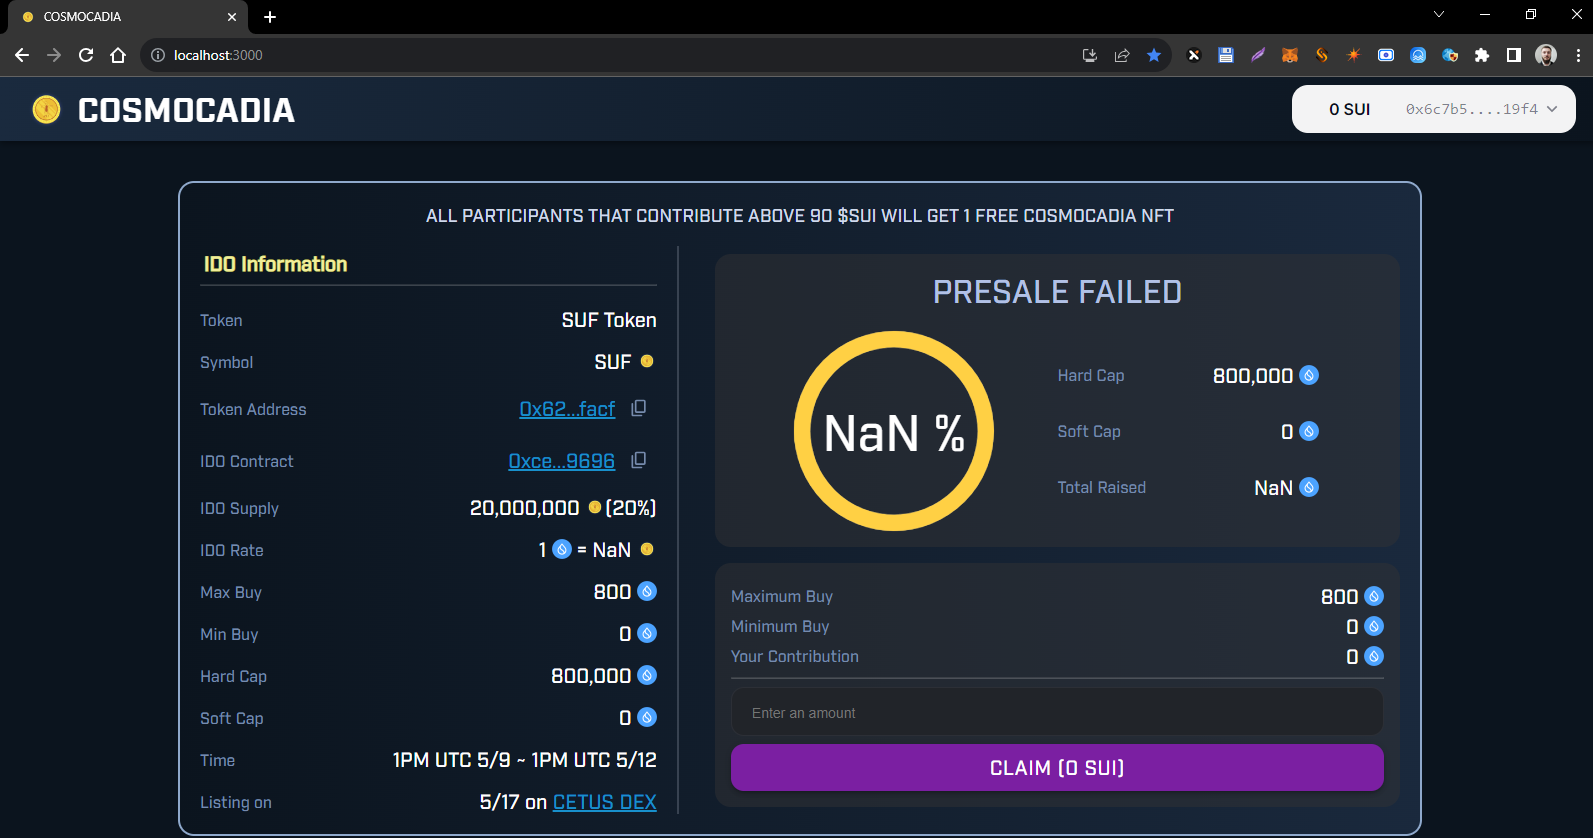 COSMOCADIA
localhost:3000
COSMOCADIA
0 SUI 0x6c7b5....19f4
ALL PARTICIPANTS THAT CONTRIBUTE ABOVE 90 $SUI WILL GET 1 FREE COSMOCADIA NFT
IDO Information
Token SUF Token
Symbol SUF
Token Address 0x62...facf
IDO Contract 0xce...9696
IDO Supply 20,000,000 (20%)
IDO Rate 1 = NaN
Max Buy 800
Min Buy 0
Hard Cap 800,000
Soft Cap 0
Time 1PM UTC 5/9 ~ 1PM UTC 5/12
Listing on 5/17 on CETUS DEX
PRESALE FAILED
NaN %
Hard Cap 800,000
Soft Cap 0
Total Raised NaN
Maximum Buy 800
Minimum Buy 0
Your Contribution 0
Enter an amount
CLAIM (0 SUI)